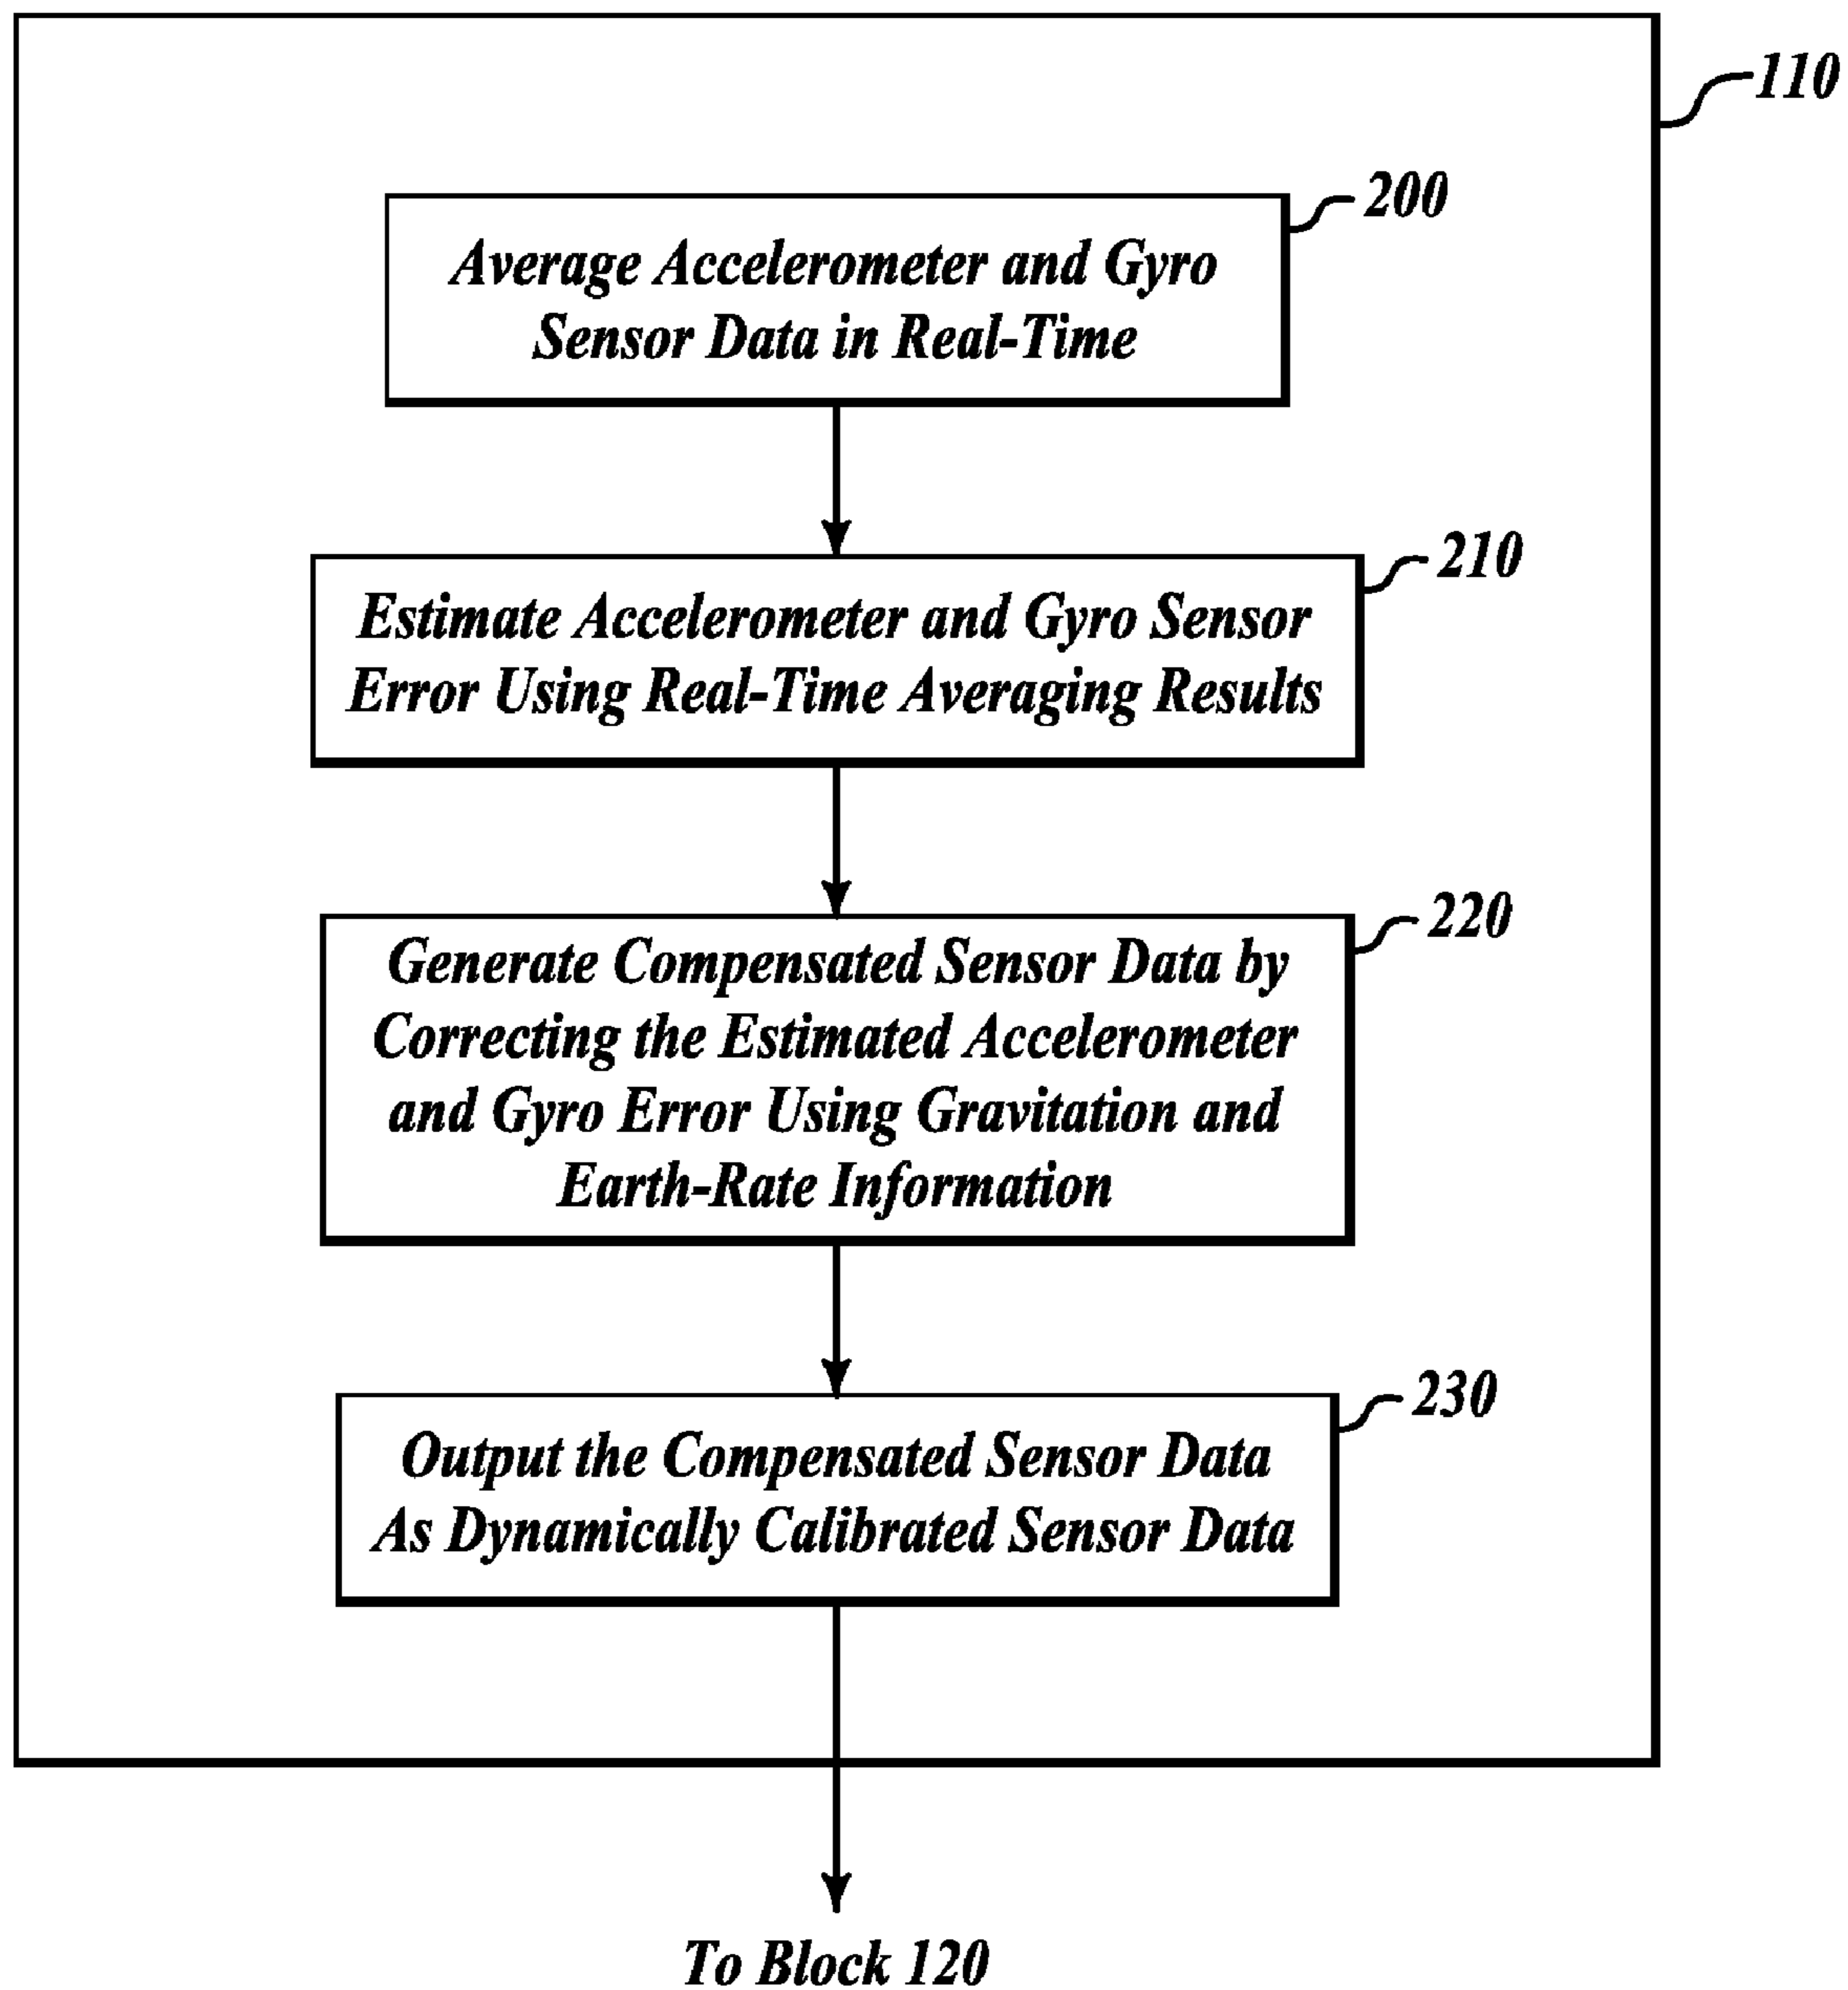 110
200
Average Accelerometer and Gyro
Sensor Data in Real-Time
210
Estimate Accelerometer and Gyro Sensor
Error Using Real-Time Averaging Results
220
Generate Compensated Sensor Data by
Correcting the Estimated Accelerometer
and Gyro Error Using Gravitation and
Earth-Rate Information
230
Output the Compensated Sensor Data
As Dynamically Calibrated Sensor Data
To Block 120